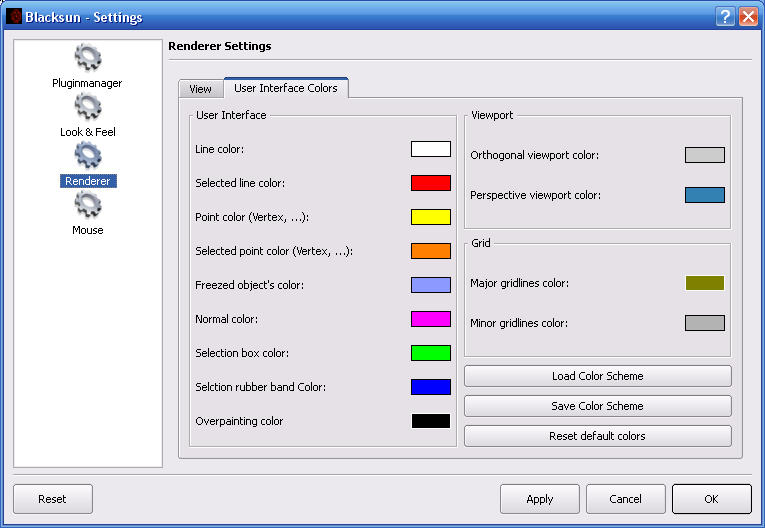 Blacksun - Settings
Pluginmanager
Look & Feel
Renderer
Mouse
Renderer Settings
View
User Interface Colors
User Interface
Line color:
Selected line color:
Point color (Vertex, ...):
Selected point color (Vertex, ...):
Freezed object's color:
Normal color:
Selection box color:
Selction rubber band Color:
Overpainting color
Viewport
Orthogonal viewport color:
Perspective viewport color:
Grid
Major gridlines color:
Minor gridlines color:
Load Color Scheme
Save Color Scheme
Reset default colors
Reset
Apply
Cancel
OK